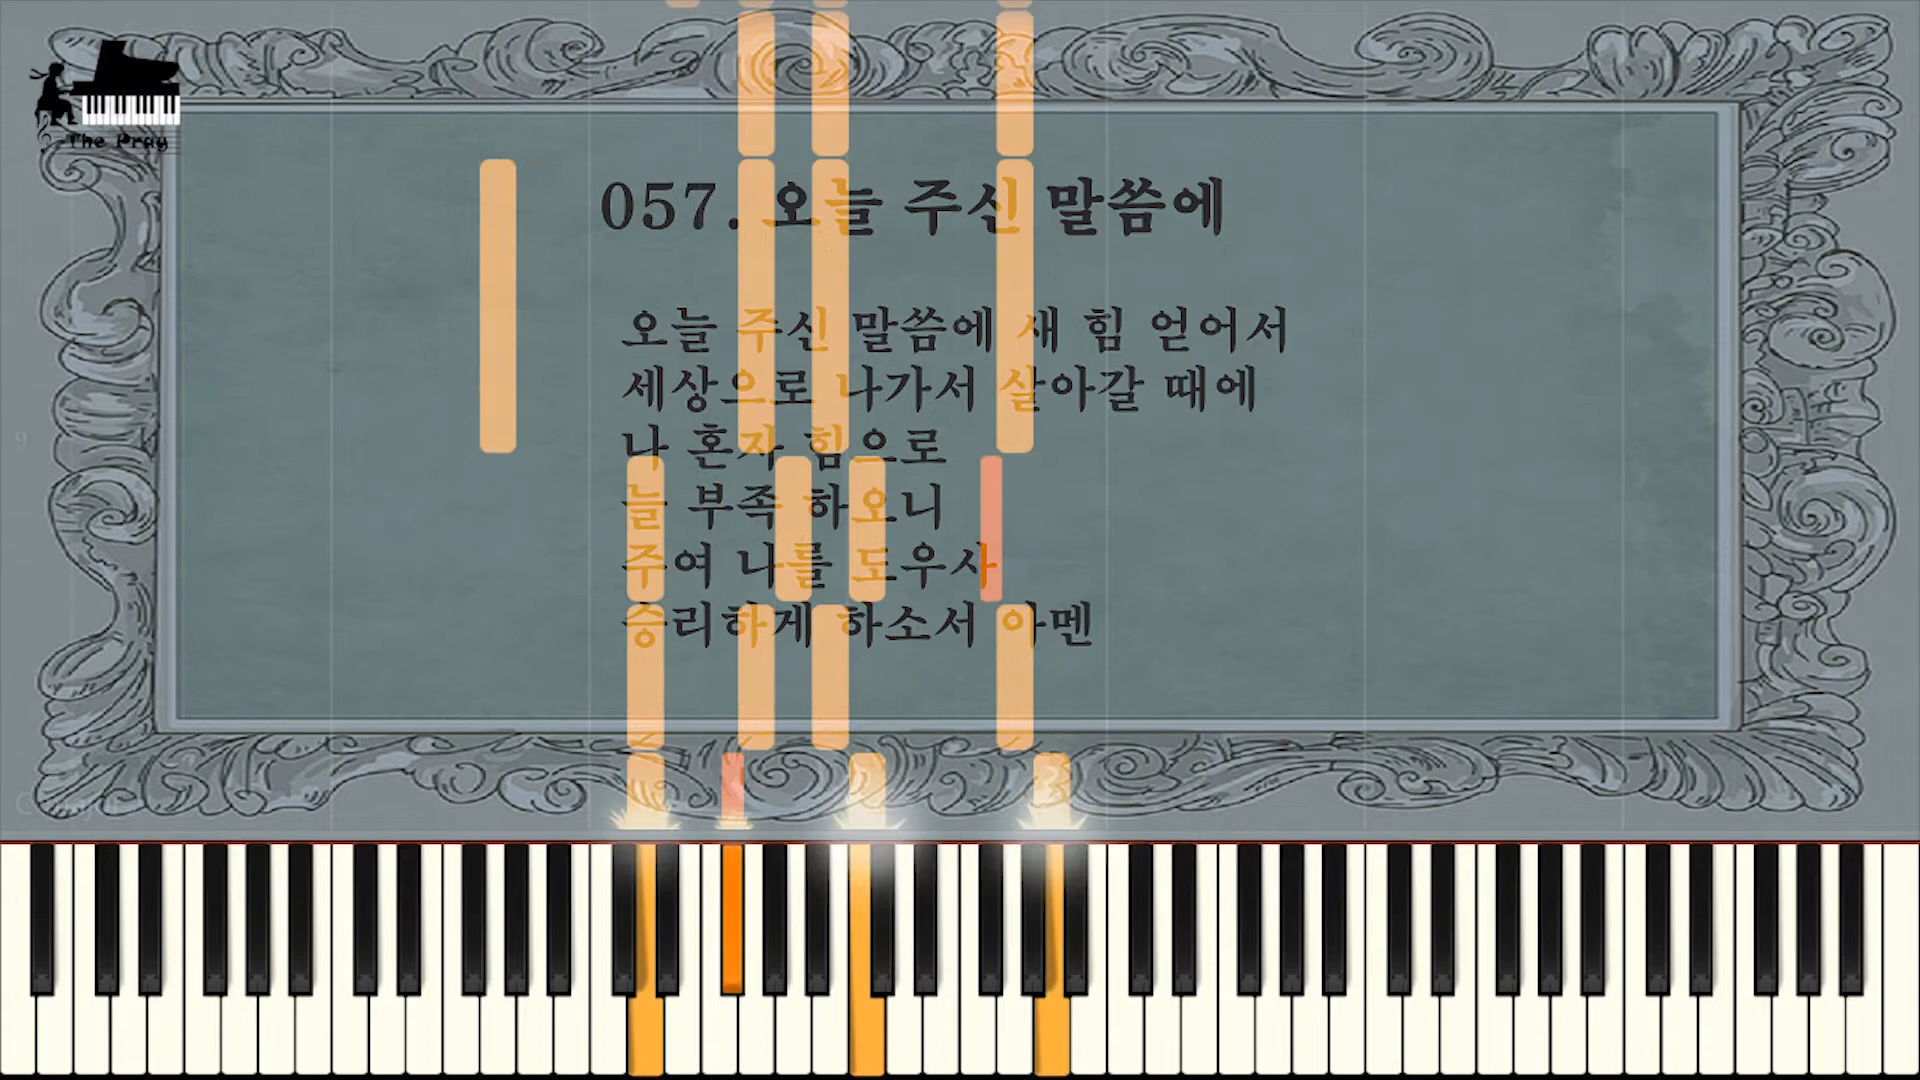 The Pray
057. 오늘 주신 말씀에
오늘 주신 말씀에 새 힘 얻어서
세상으로 나가서 살아갈 때에
나 혼자 힘으로
늘 부족 하오니
주여 나를 도우사
승리하게 하소서 아멘